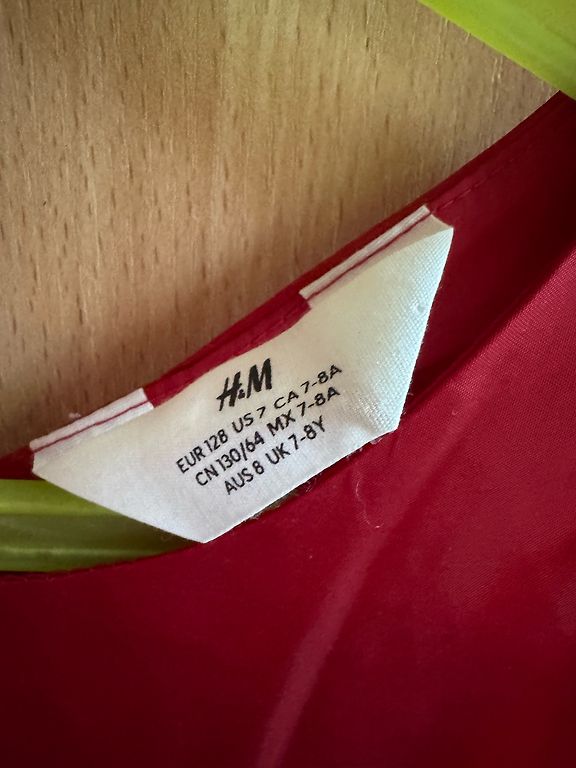 H&M
EUR 128 US 7 CA 7-8A
CN 130/64 MX 7-8A
AUS 8 UK 7-8Y